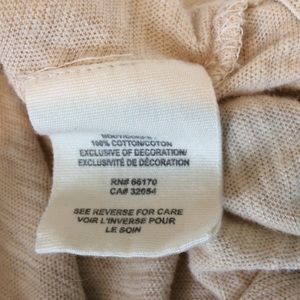 100% COTTON/COTON
EXCLUSIVE OF DECORATION/
EXCLUSIVITÉ DE DÉCORATION
RN# 66170
CA# 32054
SEE REVERSE FOR CARE
VOIR L'INVERSE POUR
LE SOIN